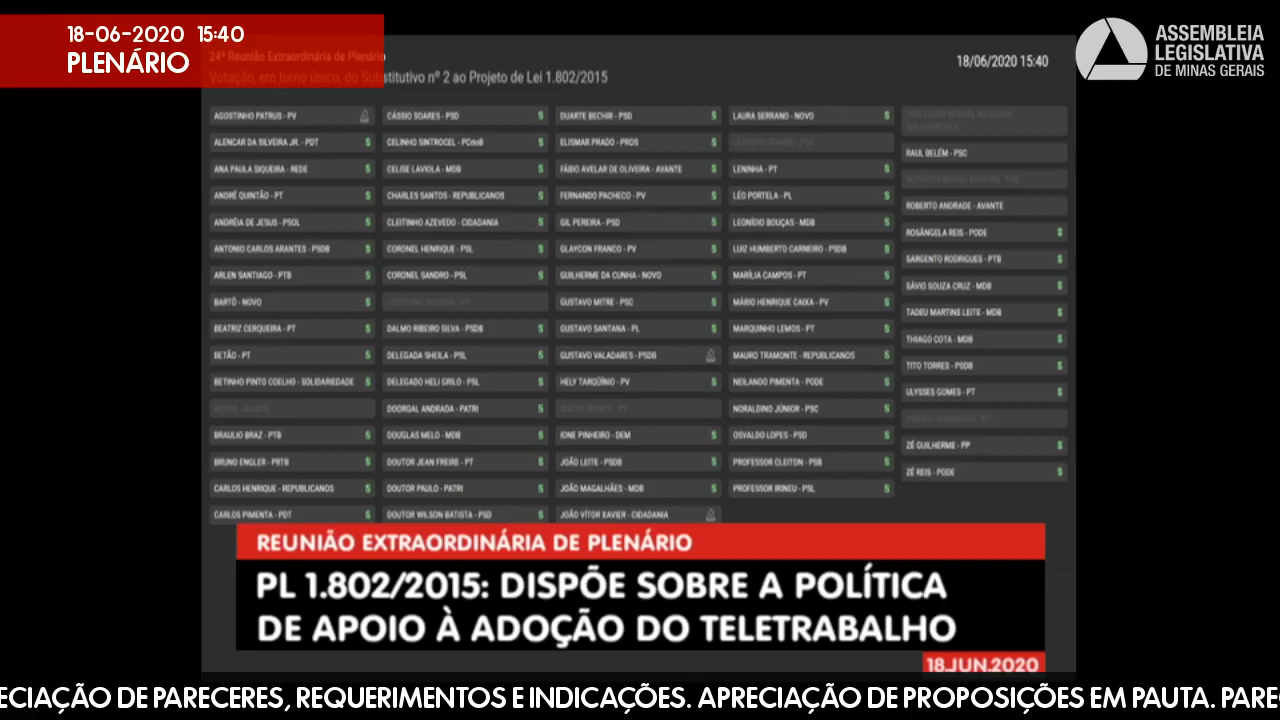 18-06-2020 15:40
PLENÁRIO
ASSEMBLEIA
LEGISLATIVA
DE MINAS GERAIS
24ª Reunião Extraordinária de Plenário
18/06/2020 15:40
Votação, em turno único, do Substitutivo nº 2 ao Projeto de Lei 1.802/2015
AGOSTINHO PATRUS - PV
ALENCAR DA SILVEIRA JR. - PDT S
ANA PAULA SIQUEIRA - REDE S
ANDRÉ QUINTÃO - PT S
ANDRÉIA DE JESUS - PSOL S
ANTONIO CARLOS ARANTES - PSDB S
ARLEN SANTIAGO - PTB S
BARTÔ - NOVO S
BEATRIZ CERQUEIRA - PT S
BETÃO - PT S
BETINHO PINTO COELHO - SOLIDARIEDADE S
BRAULIO BRAZ - PTB S
BRUNO ENGLER - PRTB S
CARLOS HENRIQUE - REPUBLICANOS S
CARLOS PIMENTA - PDT S
CÁSSIO SOARES - PSD S
CELINHO SINTROCEL - PCdoB S
CELISE LAVIOLA - MDB S
CHARLES SANTOS - REPUBLICANOS S
CLEITINHO AZEVEDO - CIDADANIA S
CORONEL HENRIQUE - PSL S
CORONEL SANDRO - PSL S
DALMO RIBEIRO SILVA - PSDB S
DELEGADA SHEILA - PSL S
DELEGADO HELI GRILO - PSL S
DOORGAL ANDRADA - PATRI S
DOUGLAS MELO - MDB S
DOUTOR JEAN FREIRE - PT S
DOUTOR PAULO - PATRI S
DOUTOR WILSON BATISTA - PSD S
DUARTE BECHIR - PSD S
ELISMAR PRADO - PROS S
FÁBIO AVELAR DE OLIVEIRA - AVANTE S
FERNANDO PACHECO - PV S
GIL PEREIRA - PSD S
GLAYCON FRANCO - PV S
GUILHERME DA CUNHA - NOVO S
GUSTAVO MITRE - PSC S
GUSTAVO SANTANA - PL S
GUSTAVO VALADARES - PSDB
HELY TARQÜÍNIO - PV S
IONE PINHEIRO - DEM S
JOÃO LEITE - PSDB S
JOÃO MAGALHÃES - MDB S
JOÃO VÍTOR XAVIER - CIDADANIA
LAURA SERRANO - NOVO S
LENINHA - PT S
LÉO PORTELA - PL S
LEONÍDIO BOUÇAS - MDB S
LUIZ HUMBERTO CARNEIRO - PSDB S
MARÍLIA CAMPOS - PT S
MÁRIO HENRIQUE CAIXA - PV S
MARQUINHO LEMOS - PT S
MAURO TRAMONTE - REPUBLICANOS S
NEILANDO PIMENTA - PODE S
NORALDINO JÚNIOR - PSC S
OSVALDO LOPES - PSD S
PROFESSOR CLEITON - PSB S
PROFESSOR IRINEU - PSL S
RAUL BELÉM - PSC
ROBERTO ANDRADE - AVANTE
ROSÂNGELA REIS - PODE S
SARGENTO RODRIGUES - PTB S
SÁVIO SOUZA CRUZ - MDB S
TADEU MARTINS LEITE - MDB S
THIAGO COTA - MDB S
TITO TORRES - PSDB S
ULYSSES GOMES - PT S
ZÉ GUILHERME - PP S
ZÉ REIS - PODE S
REUNIÃO EXTRAORDINÁRIA DE PLENÁRIO
PL 1.802/2015: DISPÕE SOBRE A POLÍTICA
DE APOIO À ADOÇÃO DO TELETRABALHO
18.JUN.2020
ECIAÇÃO DE PARECERES, REQUERIMENTOS E INDICAÇÕES. APRECIAÇÃO DE PROPOSIÇÕES EM PAUTA. PARE